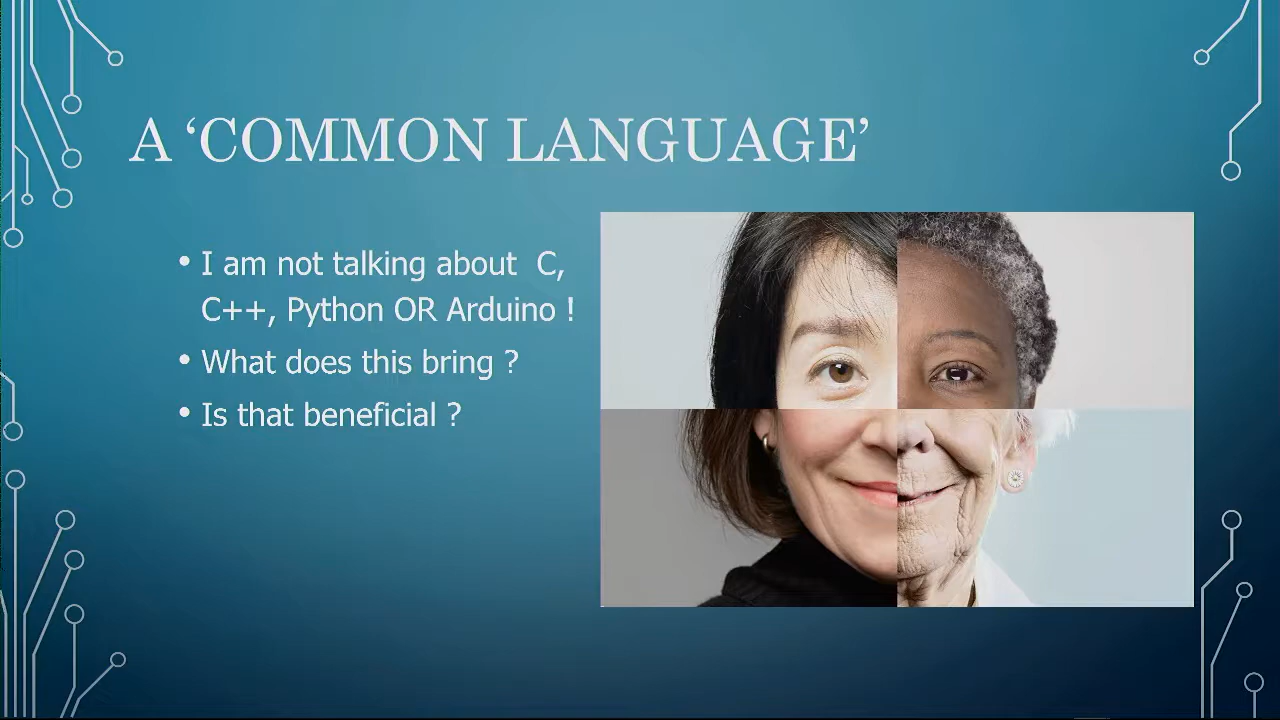 A ‘COMMON LANGUAGE’
• I am not talking about  C,
C++, Python OR Arduino !
• What does this bring ?
• Is that beneficial ?